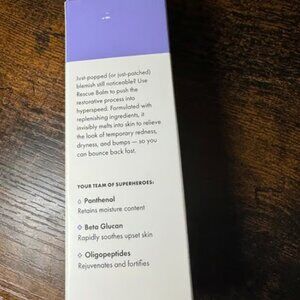 Just-popped (or just-patched)
blemish still noticeable? Use
Rescue Balm to push the
restorative process into
hyperspeed. Formulated with
replenishing ingredients, it
invisibly melts into skin to relieve
the look of temporary redness,
dryness, and bumps — so you
can bounce back fast.
YOUR TEAM OF SUPERHEROES:
Panthenol
Retains moisture content
Beta Glucan
Rapidly soothes upset skin
Oligopeptides
Rejuvenates and fortifies